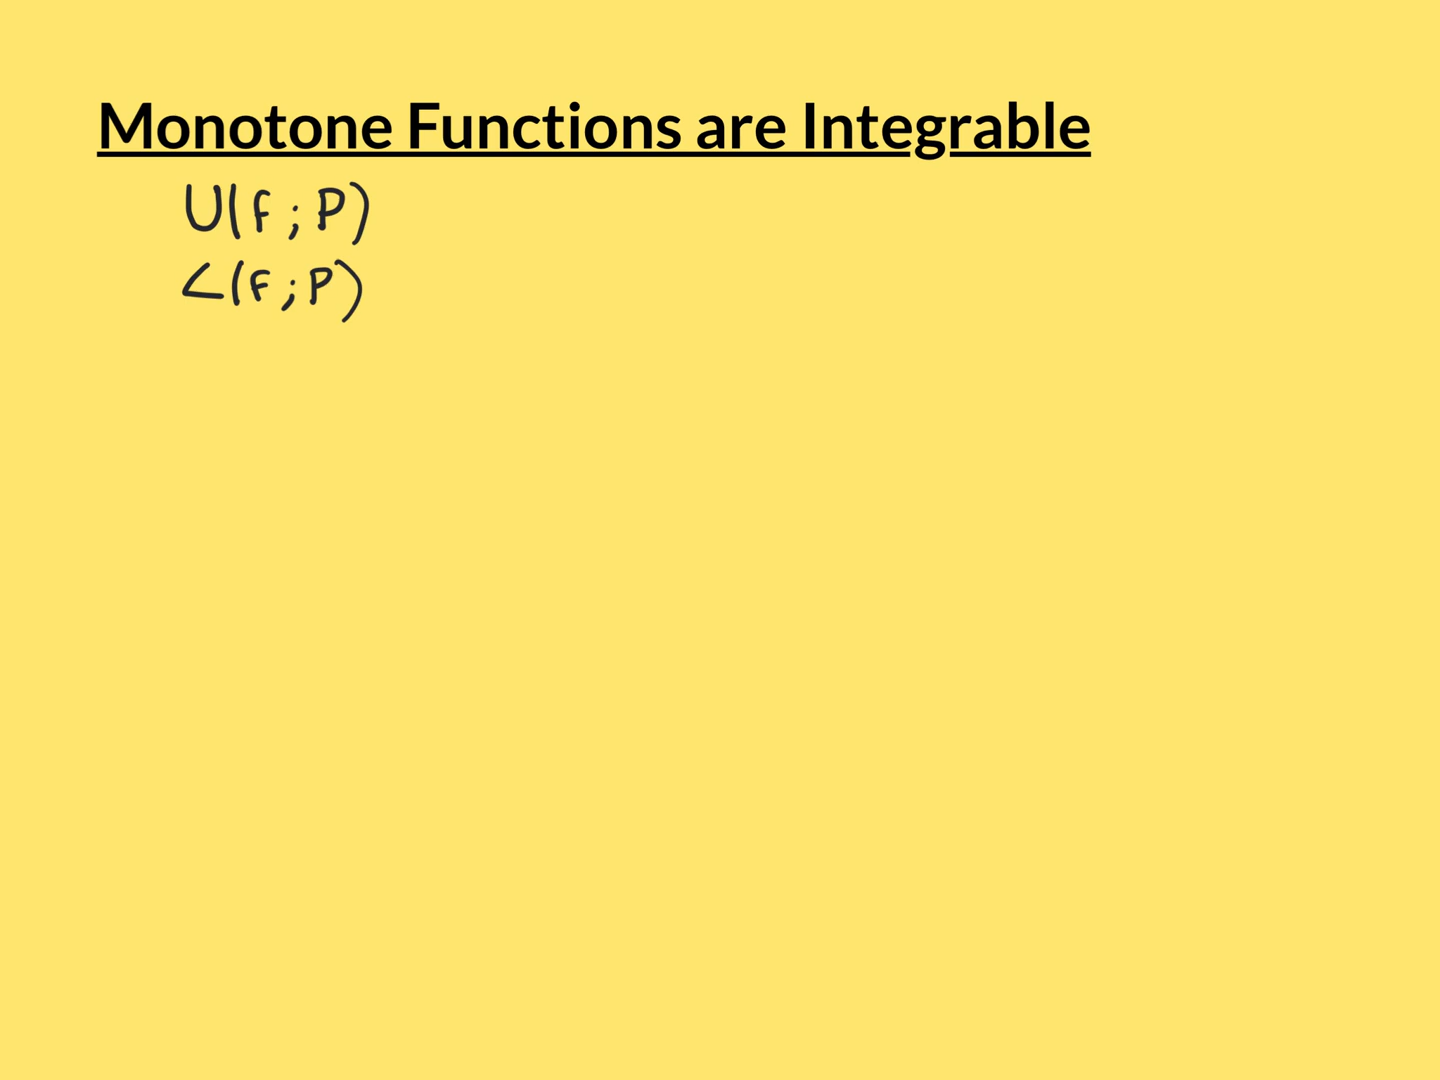 Monotone Functions are Integrable
U(f ; P)
L(f ; P)